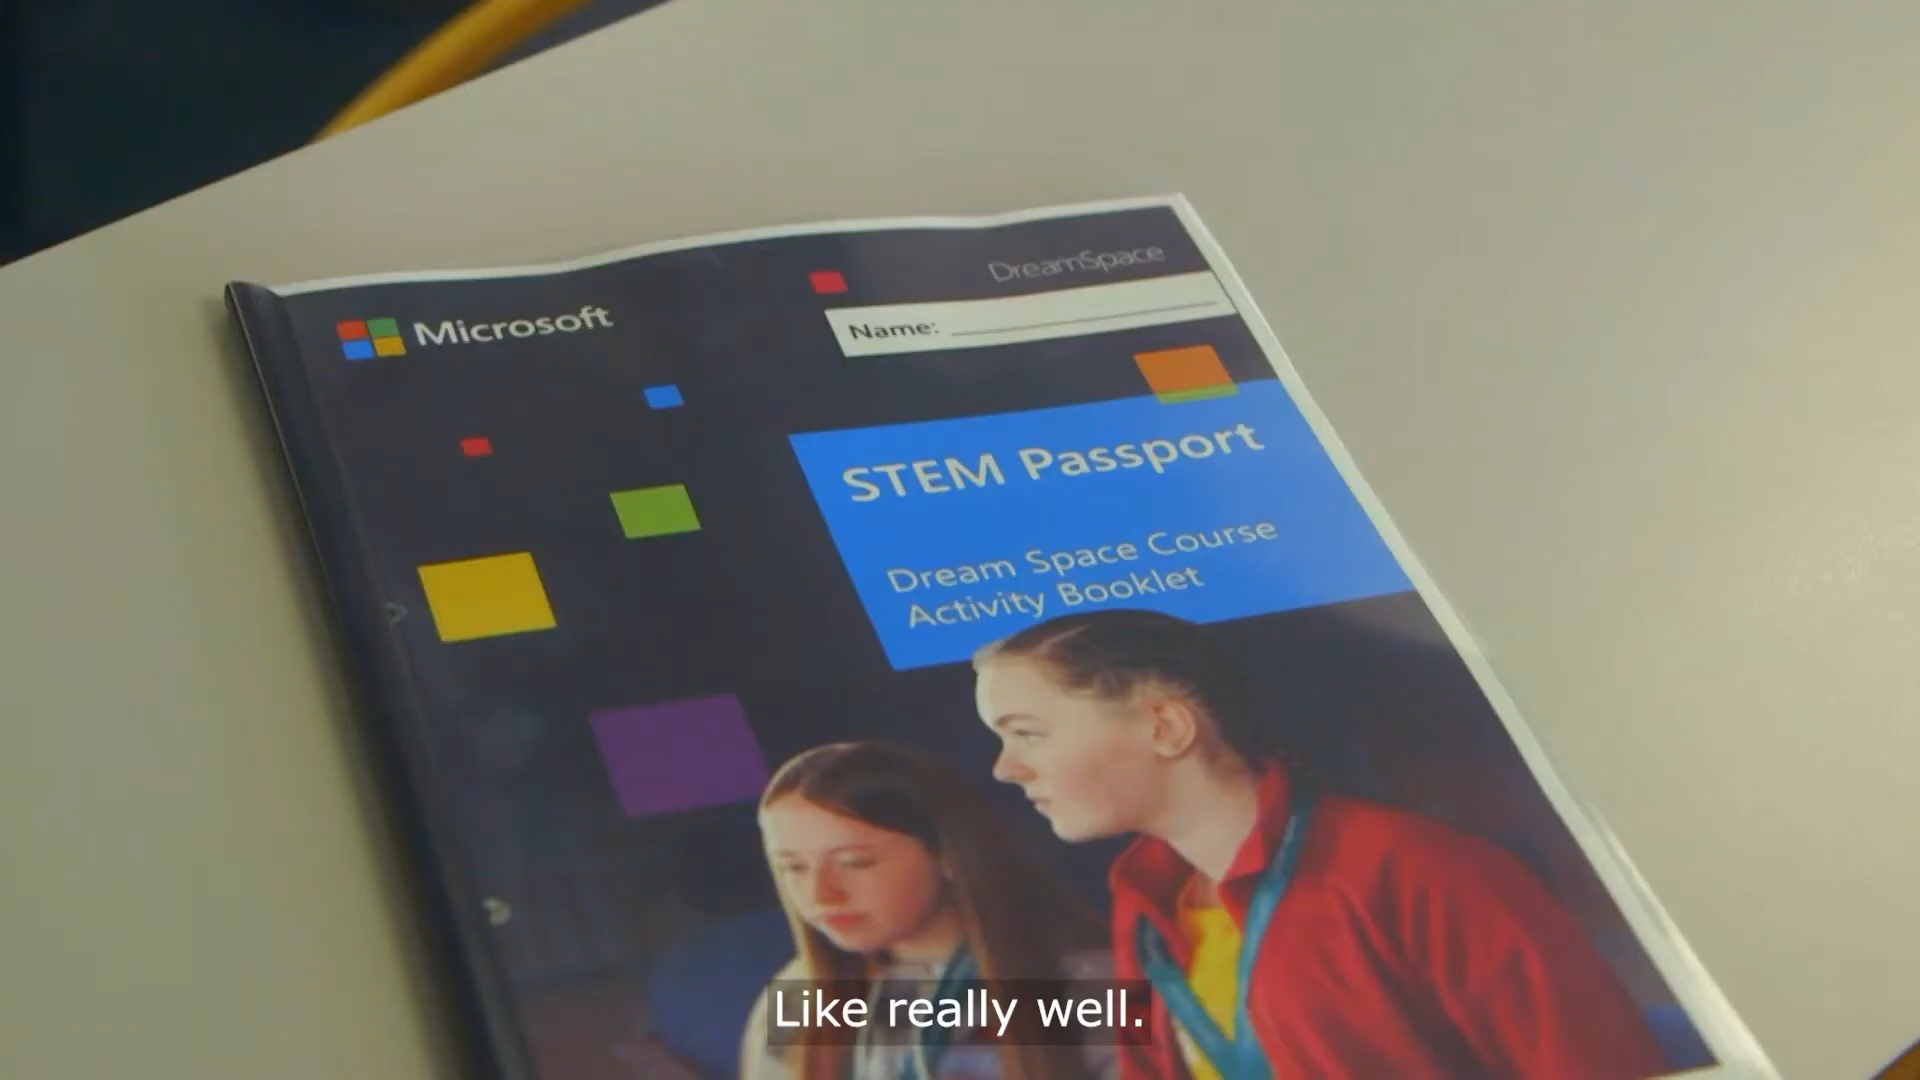 DreamSpace
Microsoft
Name:
STEM Passport
Dream Space Course
Activity Booklet
Like really well.